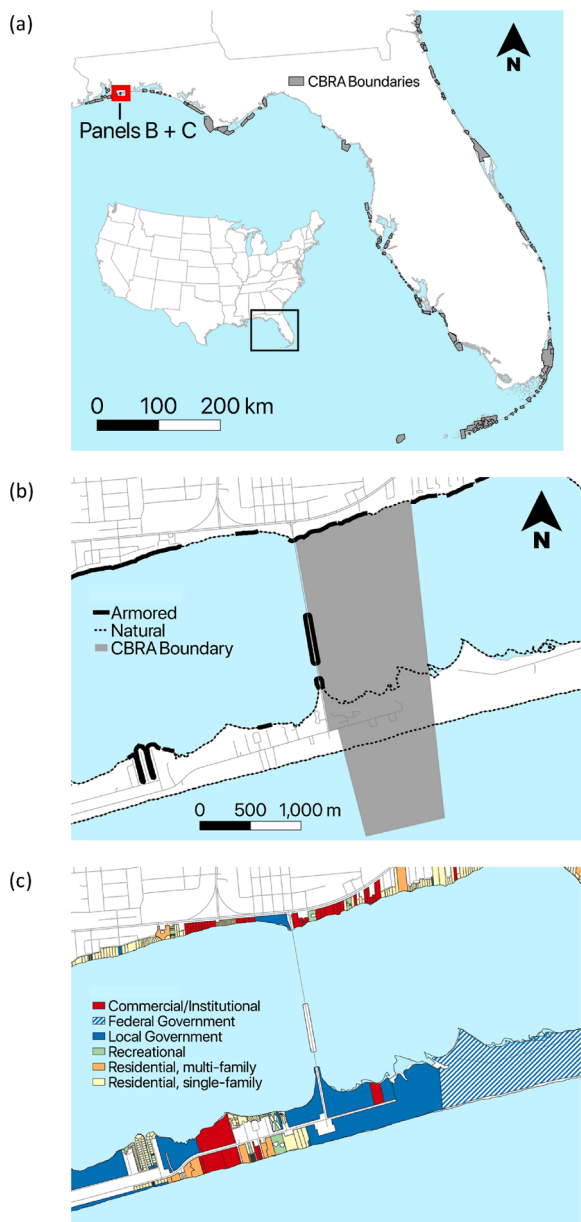 (a)
N
CBRA Boundaries
Panels B + C
0 100 200 km
(b)
N
Armored
Natural
CBRA Boundary
0 500 1,000 m
(c)
Commercial/Institutional
Federal Government
Local Government
Recreational
Residential, multi-family
Residential, single-family